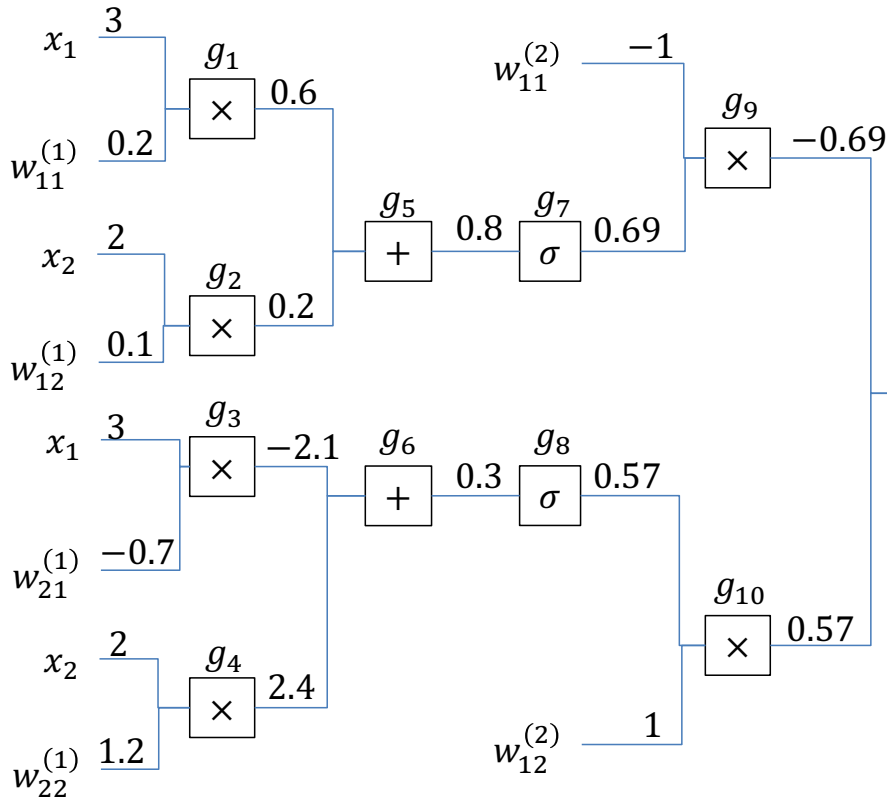 x₁ 3
g₁
× 0.6
w₁₁⁽¹⁾ 0.2
x₂ 2
g₂
× 0.2
w₁₂⁽¹⁾ 0.1
x₁ 3
g₃
× −2.1
w₂₁⁽¹⁾ −0.7
x₂ 2
g₄
× 2.4
w₂₂⁽¹⁾ 1.2
g₅
+ 0.8
g₇
σ 0.69
g₆
+ 0.3
g₈
σ 0.57
w₁₁⁽²⁾ −1
g₉
× −0.69
g₁₀
× 0.57
w₁₂⁽²⁾ 1